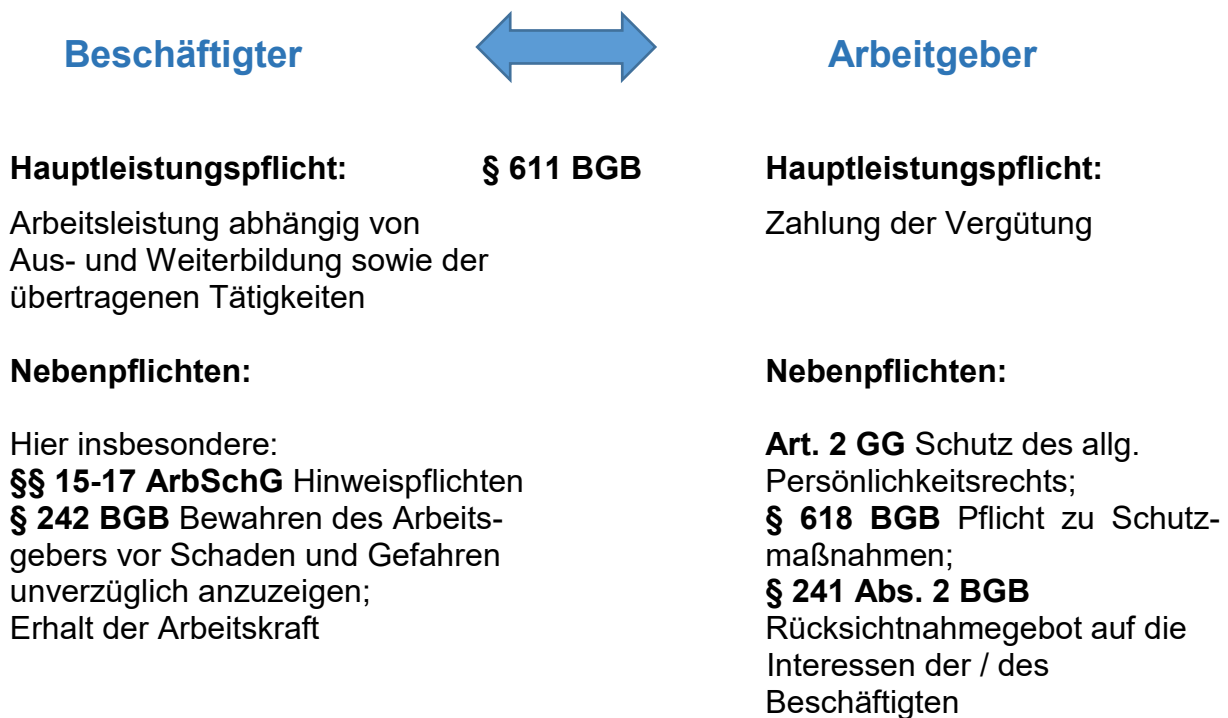 Beschäftigter
Arbeitgeber
Hauptleistungspflicht:
§ 611 BGB
Hauptleistungspflicht:
Arbeitsleistung abhängig von
Aus- und Weiterbildung sowie der
übertragenen Tätigkeiten
Zahlung der Vergütung
Nebenpflichten:
Hier insbesondere:
§§ 15-17 ArbSchG Hinweispflichten
§ 242 BGB Bewahren des Arbeits-
gebers vor Schaden und Gefahren
unverzüglich anzuzeigen;
Erhalt der Arbeitskraft
Nebenpflichten:
Art. 2 GG Schutz des allg.
Persönlichkeitsrechts;
§ 618 BGB Pflicht zu Schutz-
maßnahmen;
§ 241 Abs. 2 BGB
Rücksichtnahmegebot auf die
Interessen der / des
Beschäftigten